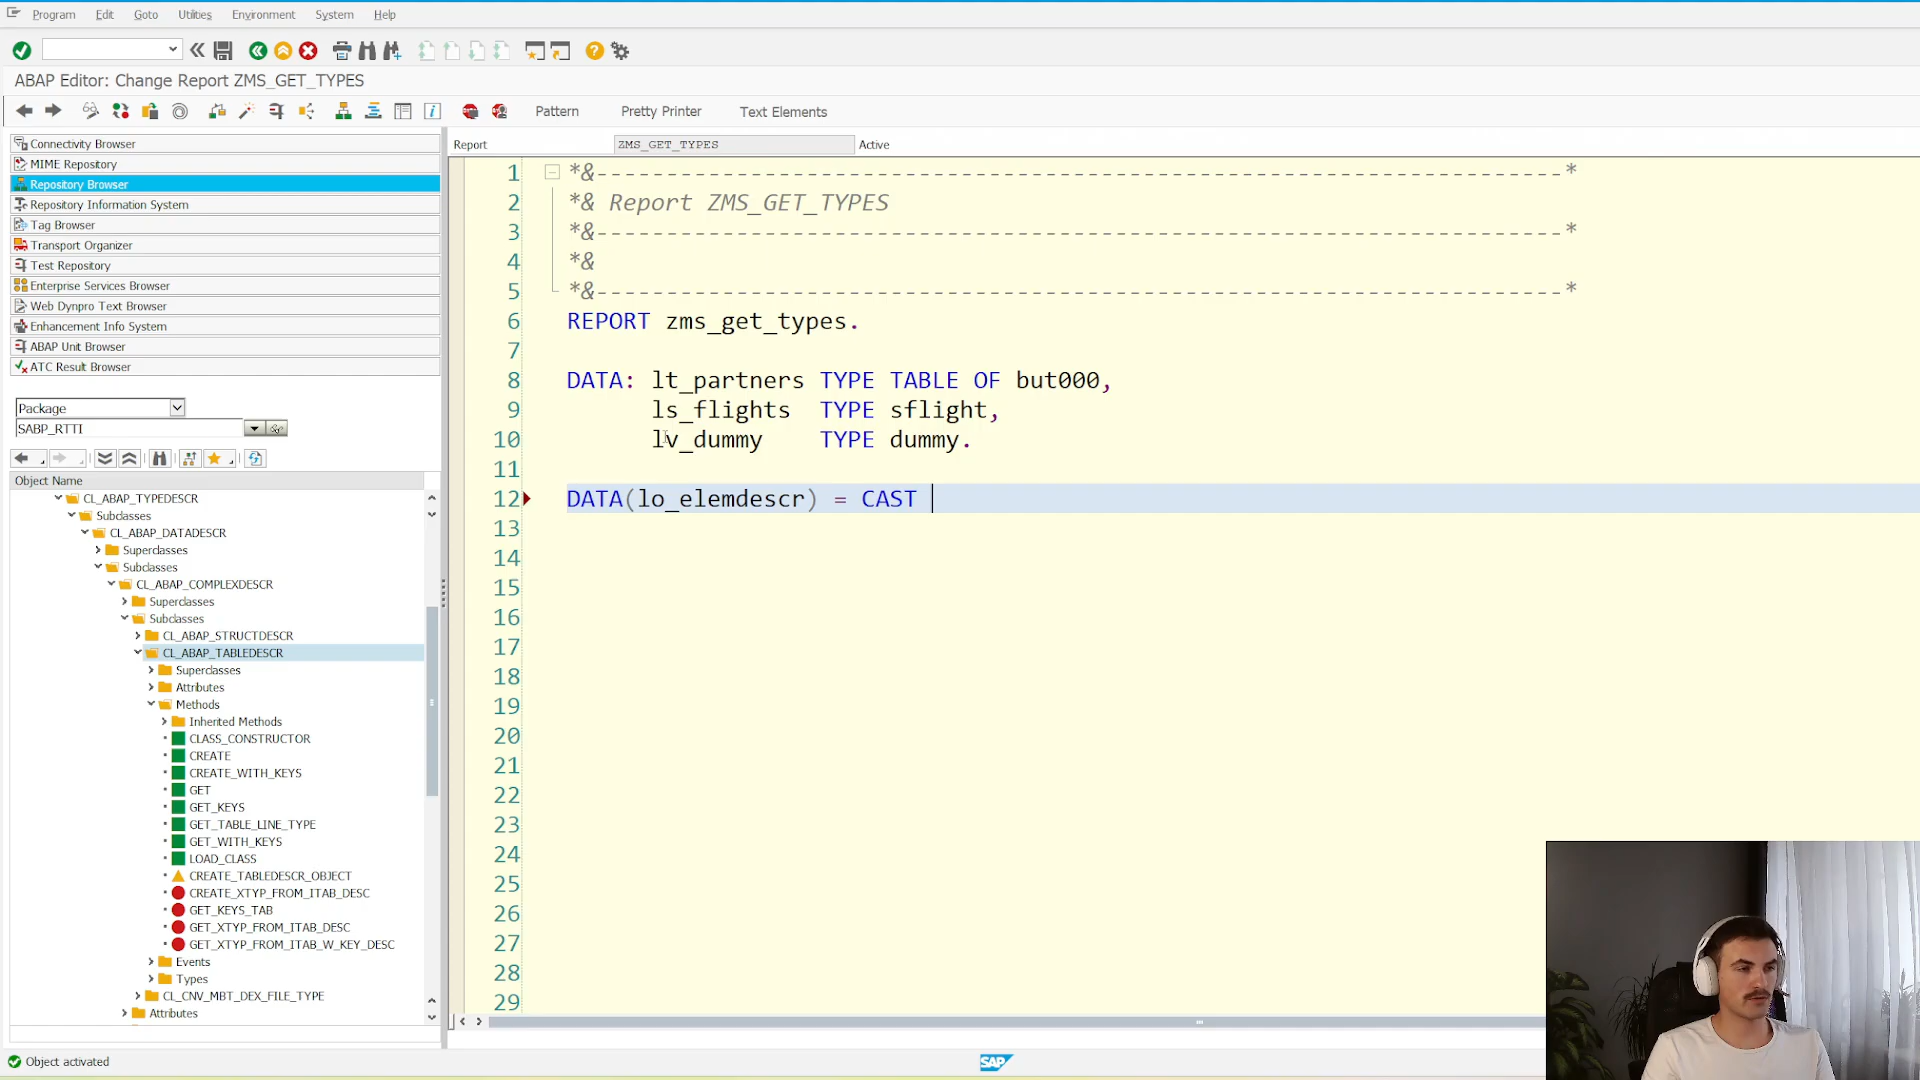 Program Edit Goto Utilities Environment System Help
ABAP Editor: Change Report ZMS_GET_TYPES
Pattern Pretty Printer Text Elements
Connectivity Browser
MIME Repository
Repository Browser
Repository Information System
Tag Browser
Transport Organizer
Test Repository
Enterprise Services Browser
Web Dynpro Text Browser
Enhancement Info System
ABAP Unit Browser
ATC Result Browser
Package
SABP_RTTI
Object Name
CL_ABAP_TYPEDESCR
Subclasses
CL_ABAP_DATADESCR
Superclasses
Subclasses
CL_ABAP_COMPLEXDESCR
Superclasses
Subclasses
CL_ABAP_STRUCTDESCR
CL_ABAP_TABLEDESCR
Superclasses
Attributes
Methods
Inherited Methods
CLASS_CONSTRUCTOR
CREATE
CREATE_WITH_KEYS
GET
GET_KEYS
GET_TABLE_LINE_TYPE
GET_WITH_KEYS
LOAD_CLASS
CREATE_TABLEDESCR_OBJECT
CREATE_XTYP_FROM_ITAB_DESC
GET_KEYS_TAB
GET_XTYP_FROM_ITAB_DESC
GET_XTYP_FROM_ITAB_W_KEY_DESC
Events
Types
CL_CNV_MBT_DEX_FILE_TYPE
Attributes
Report ZMS_GET_TYPES Active
1 *&---------------------------------------------------------------------*
2 *& Report ZMS_GET_TYPES
3 *&---------------------------------------------------------------------*
4 *&
5 *&---------------------------------------------------------------------*
6 REPORT zms_get_types.
7
8 DATA: lt_partners TYPE TABLE OF but000,
9 ls_flights TYPE sflight,
10 lv_dummy TYPE dummy.
11
12 DATA(lo_elemdescr) = CAST
13
14
15
16
17
18
19
20
21
22
23
24
25
26
27
28
29
Object activated
SAP